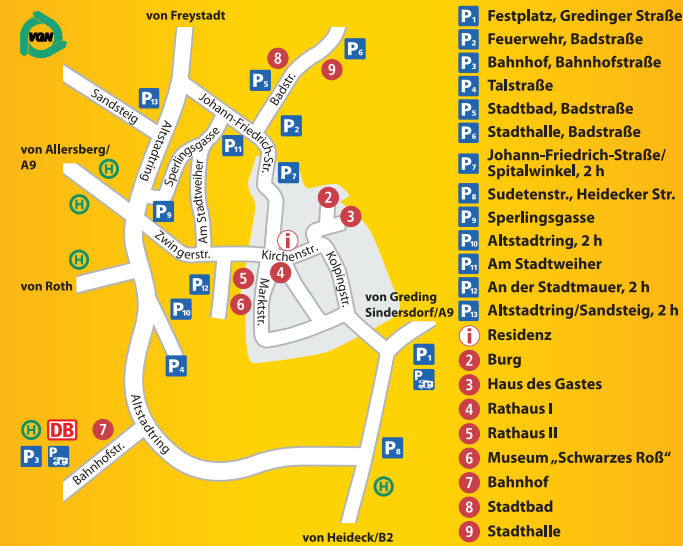 VGN
von Freystadt
P13
Sandsteig
Altstadtring
Johann-Friedrich-Str.
8
P5
Badstr.
P6
9
P2
von Allersberg/
A9
H
Sperlingsgasse
P11
P7
H
P9
Am Stadtweiher
2
3
Zwingerstr.
i
Kirchenstr.
H
von Roth
P12
5
4
6
Marktstr.
Kolpingstr.
P10
von Greding
Sindersdorf/A9
P4
P1
P
Altstadtring
H DB 7
P3 P
Bahnhofstr.
P8
H
von Heideck/B2
P1 Festplatz, Gredinger Straße
P2 Feuerwehr, Badstraße
P3 Bahnhof, Bahnhofstraße
P4 Talstraße
P5 Stadtbad, Badstraße
P6 Stadthalle, Badstraße
P7 Johann-Friedrich-Straße/
Spitalwinkel, 2 h
P8 Sudetenstr., Heidecker Str.
P9 Sperlingsgasse
P10 Altstadtring, 2 h
P11 Am Stadtweiher
P12 An der Stadtmauer, 2 h
P13 Altstadtring/Sandsteig, 2 h
i Residenz
2 Burg
3 Haus des Gastes
4 Rathaus I
5 Rathaus II
6 Museum „Schwarzes Roß“
7 Bahnhof
8 Stadtbad
9 Stadthalle